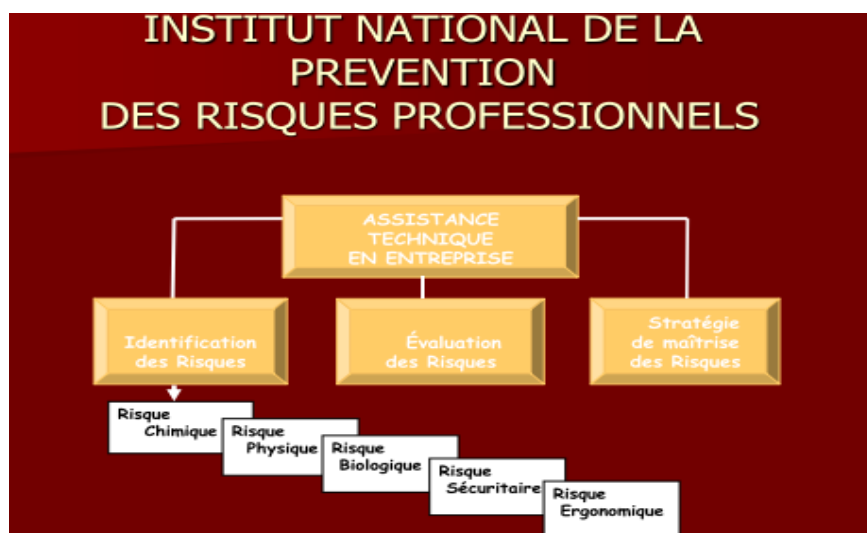 INSTITUT NATIONAL DE LA
PREVENTION
DES RISQUES PROFESSIONNELS
ASSISTANCE
TECHNIQUE
EN ENTREPRISE
Identification
des Risques
Évaluation
des Risques
Stratégie
de maîtrise
des Risques
Risque
Chimique
Risque
Physique
Risque
Biologique
Risque
Sécuritaire
Risque
Ergonomique